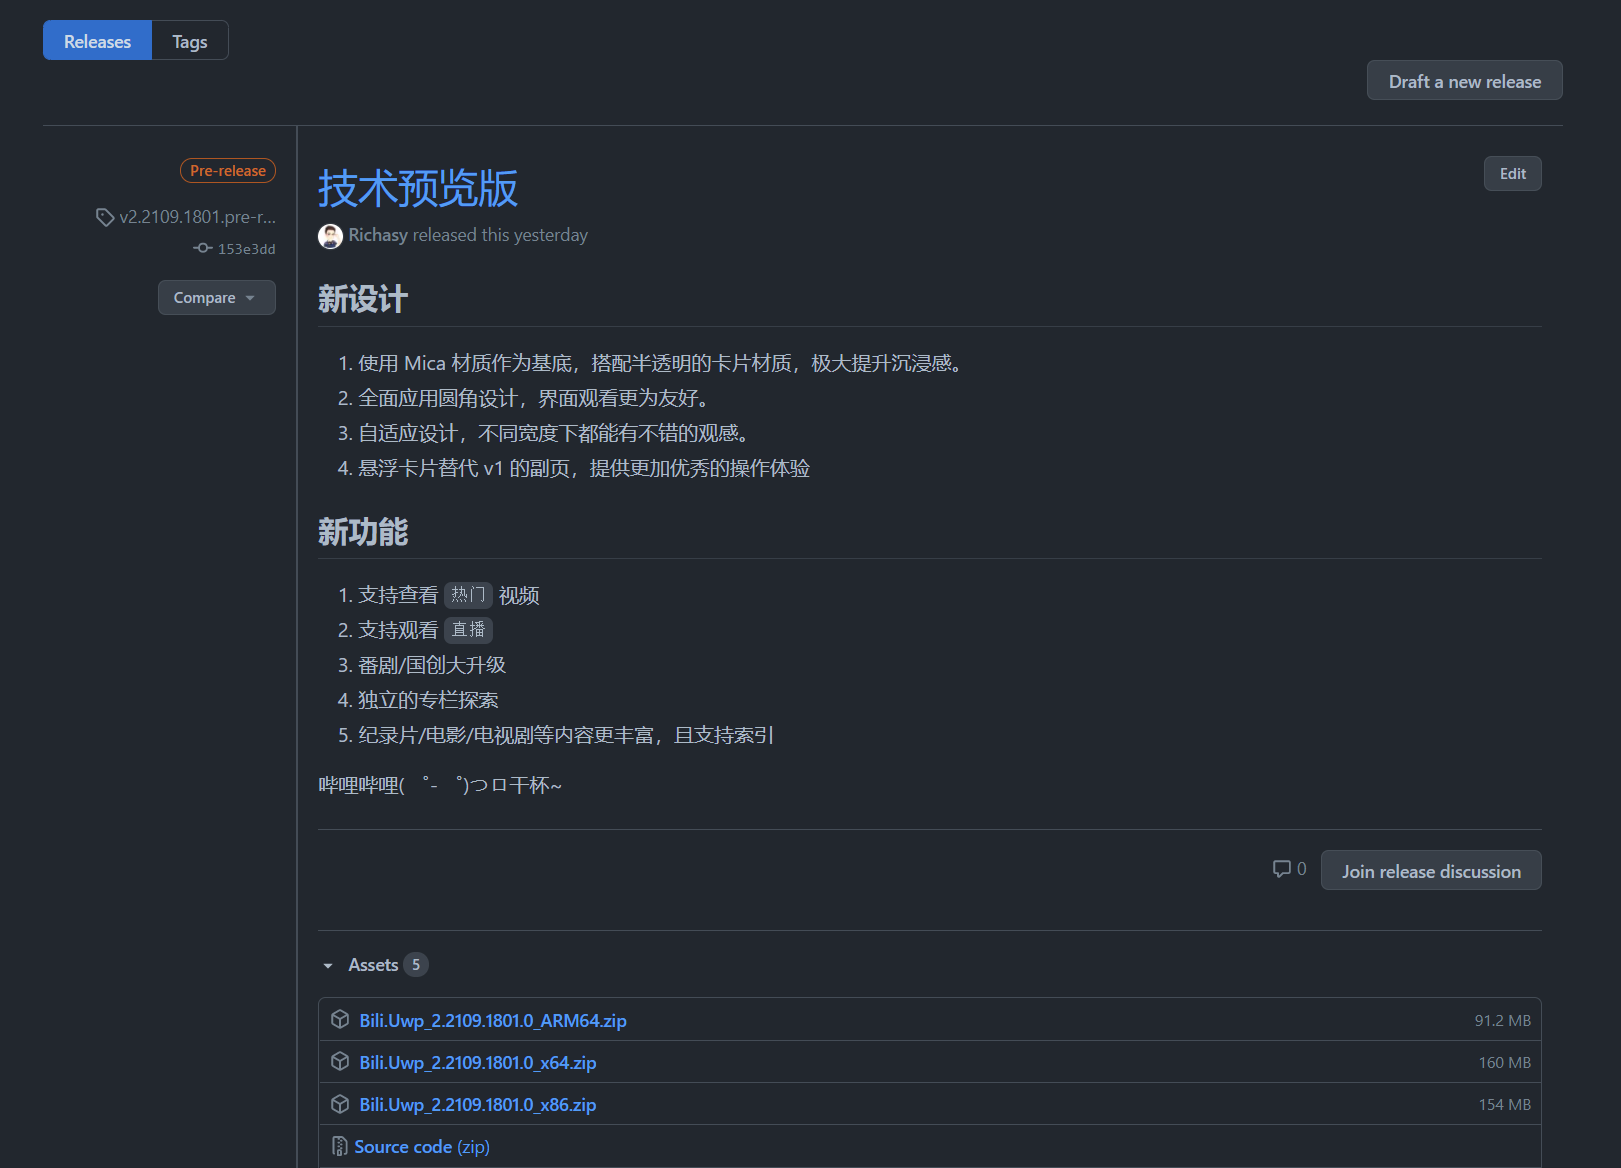 Releases
Tags
Draft a new release
Pre-release
v2.2109.1801.pre-r...
153e3dd
Compare
技术预览版
Edit
Richasy released this yesterday
新设计
1. 使用 Mica 材质作为基底，搭配半透明的卡片材质，极大提升沉浸感。
2. 全面应用圆角设计，界面观看更为友好。
3. 自适应设计，不同宽度下都能有不错的观感。
4. 悬浮卡片替代 v1 的副页，提供更加优秀的操作体验
新功能
1. 支持查看 热门 视频
2. 支持观看 直播
3. 番剧/国创大升级
4. 独立的专栏探索
5. 纪录片/电影/电视剧等内容更丰富，且支持索引
哔哩哔哩( ゜- ゜)つロ干杯~
0
Join release discussion
Assets 5
Bili.Uwp_2.2109.1801.0_ARM64.zip 91.2 MB
Bili.Uwp_2.2109.1801.0_x64.zip 160 MB
Bili.Uwp_2.2109.1801.0_x86.zip 154 MB
Source code (zip)